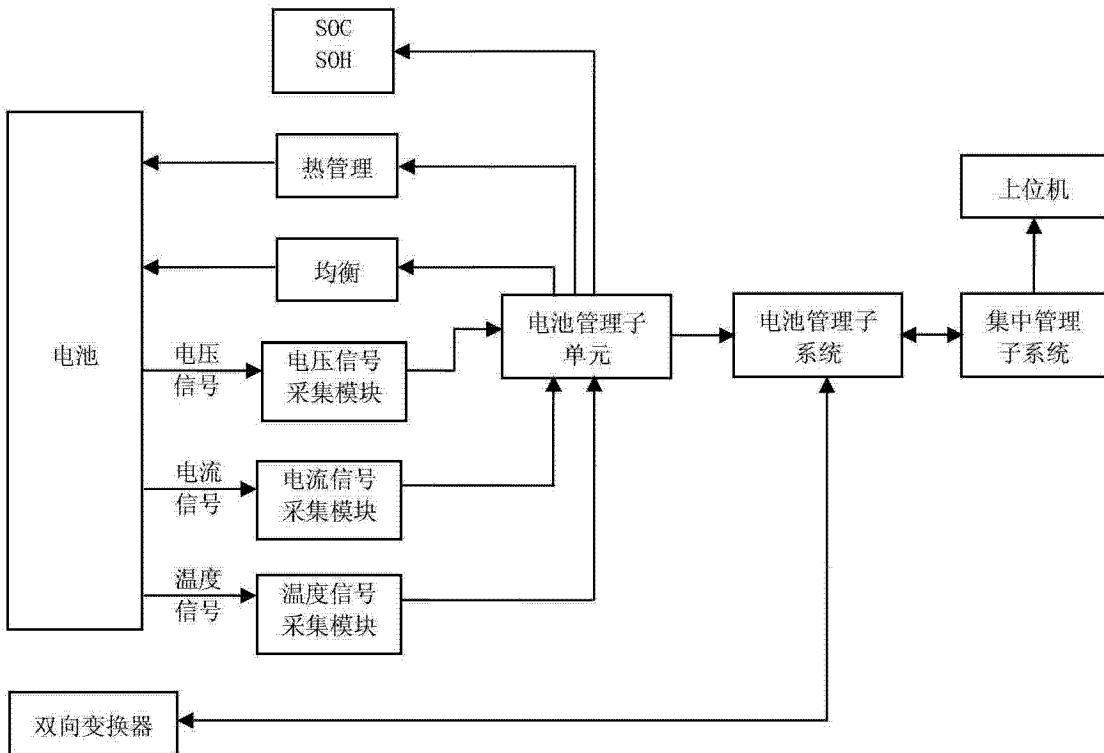 SOC
SOH
热管理
上位机
均衡
电池管理子
单元
电池管理子
系统
集中管理
子系统
电池
电压
信号
电压信号
采集模块
电流
信号
电流信号
采集模块
温度
信号
温度信号
采集模块
双向变换器